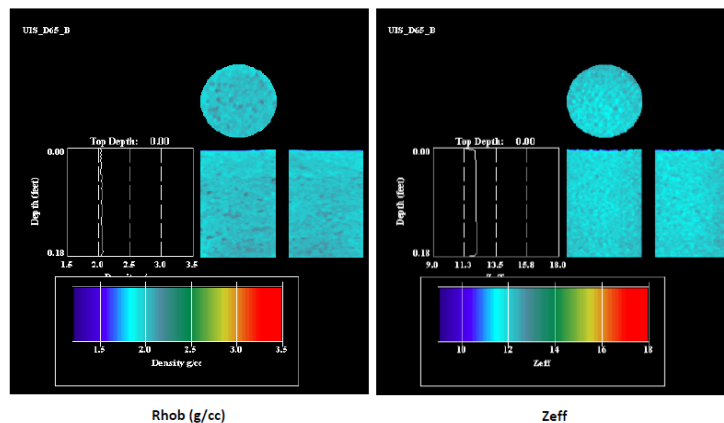 UIS_D65_B
Top Depth: 0.00
0.00
Depth (feet)
0.18
1.5 2.0 2.5 3.0 3.5
1.5 2.0 2.5 3.0 3.5
Density g/cc
Rhob (g/cc)
UIS_D65_B
Top Depth: 0.00
0.00
Depth (feet)
0.18
9.0 11.3 13.5 15.8 18.0
10 12 14 16 18
Zeff
Zeff